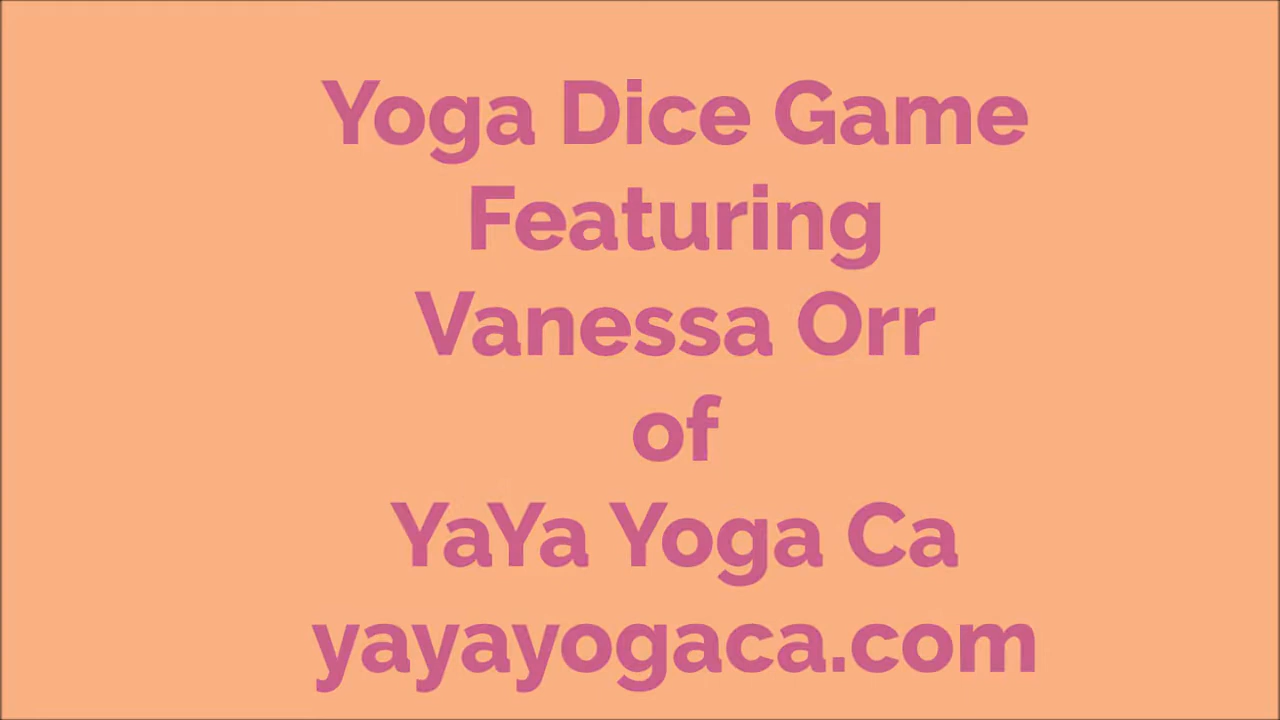 Yoga Dice Game
Featuring
Vanessa Orr
of
YaYa Yoga Ca
yayayogaca.com